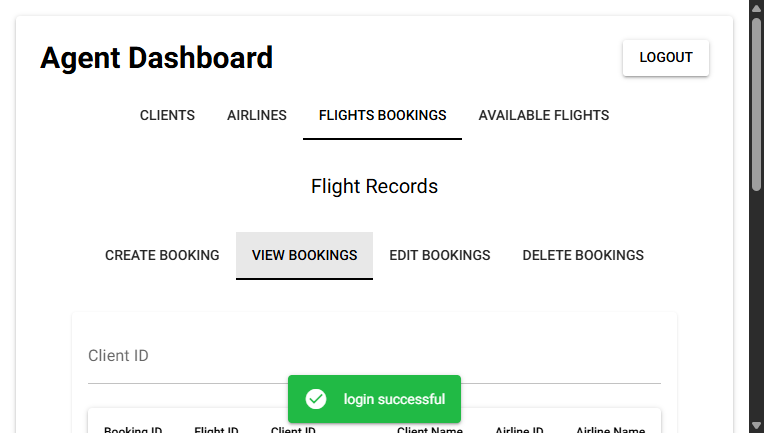 Agent Dashboard
LOGOUT
CLIENTS AIRLINES FLIGHTS BOOKINGS AVAILABLE FLIGHTS
Flight Records
CREATE BOOKING VIEW BOOKINGS EDIT BOOKINGS DELETE BOOKINGS
Client ID
login successful
Booking ID Flight ID Client ID Client Name Airline ID Airline Name